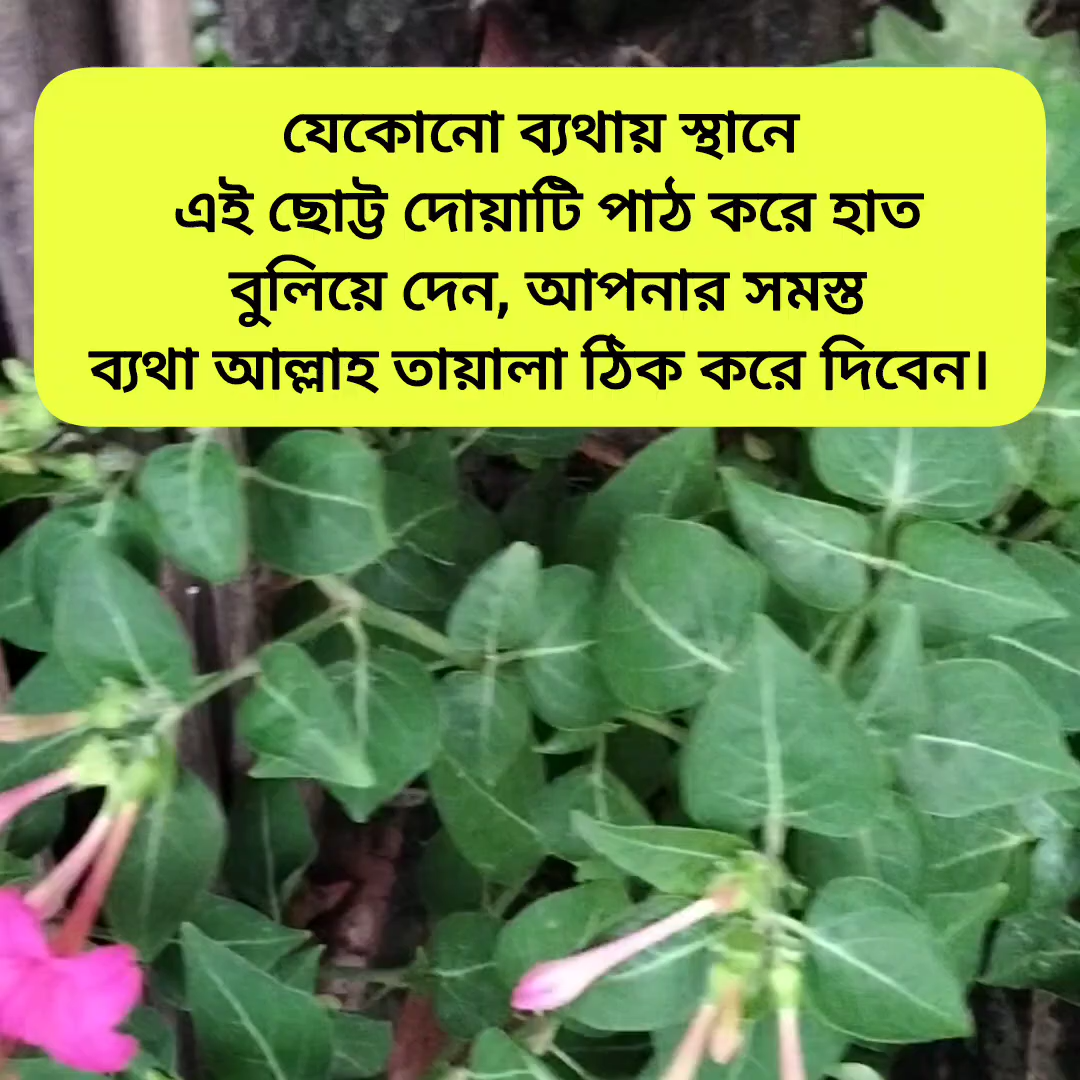 যেকোনো ব্যথায় স্থানে
এই ছোট্ট দোয়াটি পাঠ করে হাত
বুলিয়ে দেন, আপনার সমস্ত
ব্যথা আল্লাহ তায়ালা ঠিক করে দিবেন।